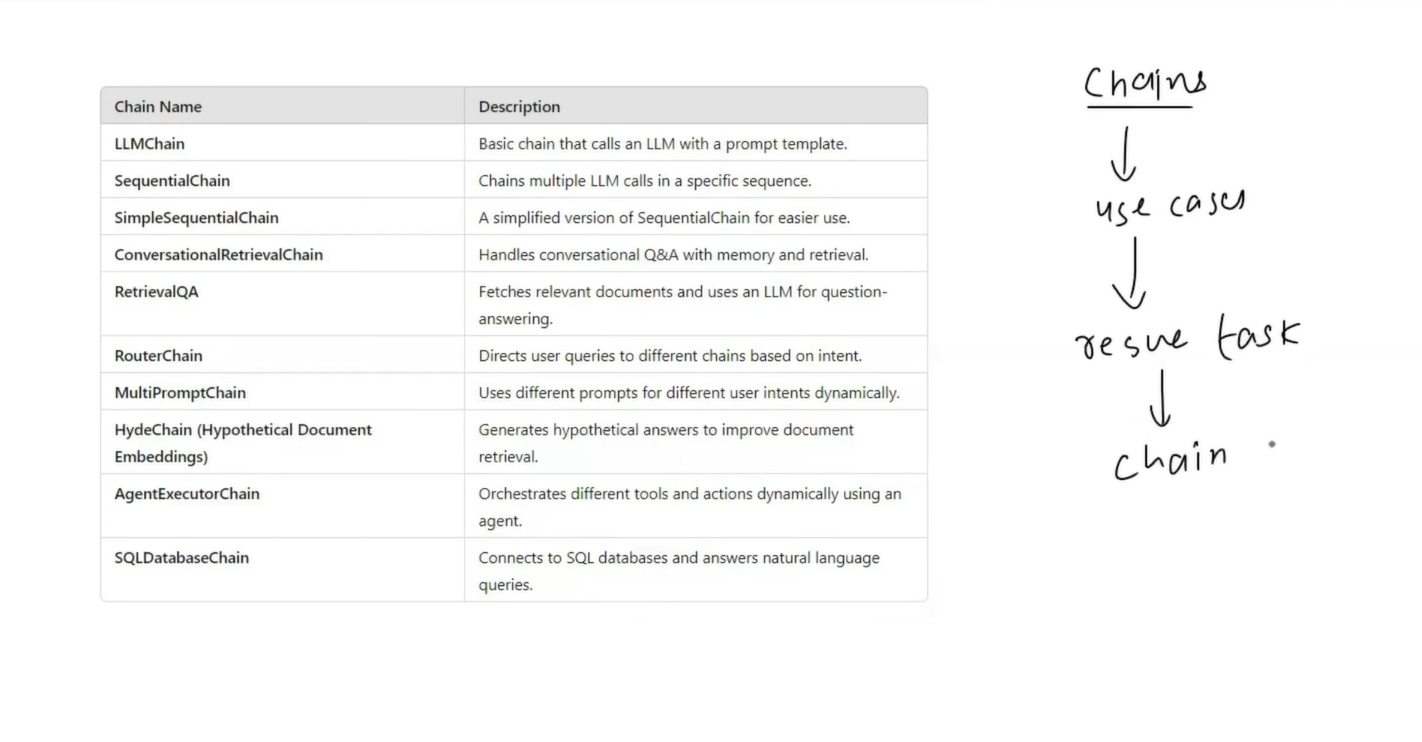 Chain Name Description
LLMChain Basic chain that calls an LLM with a prompt template.
SequentialChain Chains multiple LLM calls in a specific sequence.
SimpleSequentialChain A simplified version of SequentialChain for easier use.
ConversationalRetrievalChain Handles conversational Q&A with memory and retrieval.
RetrievalQA Fetches relevant documents and uses an LLM for question-
answering.
RouterChain Directs user queries to different chains based on intent.
MultiPromptChain Uses different prompts for different user intents dynamically.
HydeChain (Hypothetical Document Generates hypothetical answers to improve document
Embeddings) retrieval.
AgentExecutorChain Orchestrates different tools and actions dynamically using an
agent.
SQLDatabaseChain Connects to SQL databases and answers natural language
queries.
Chains
use cases
resue task
chain